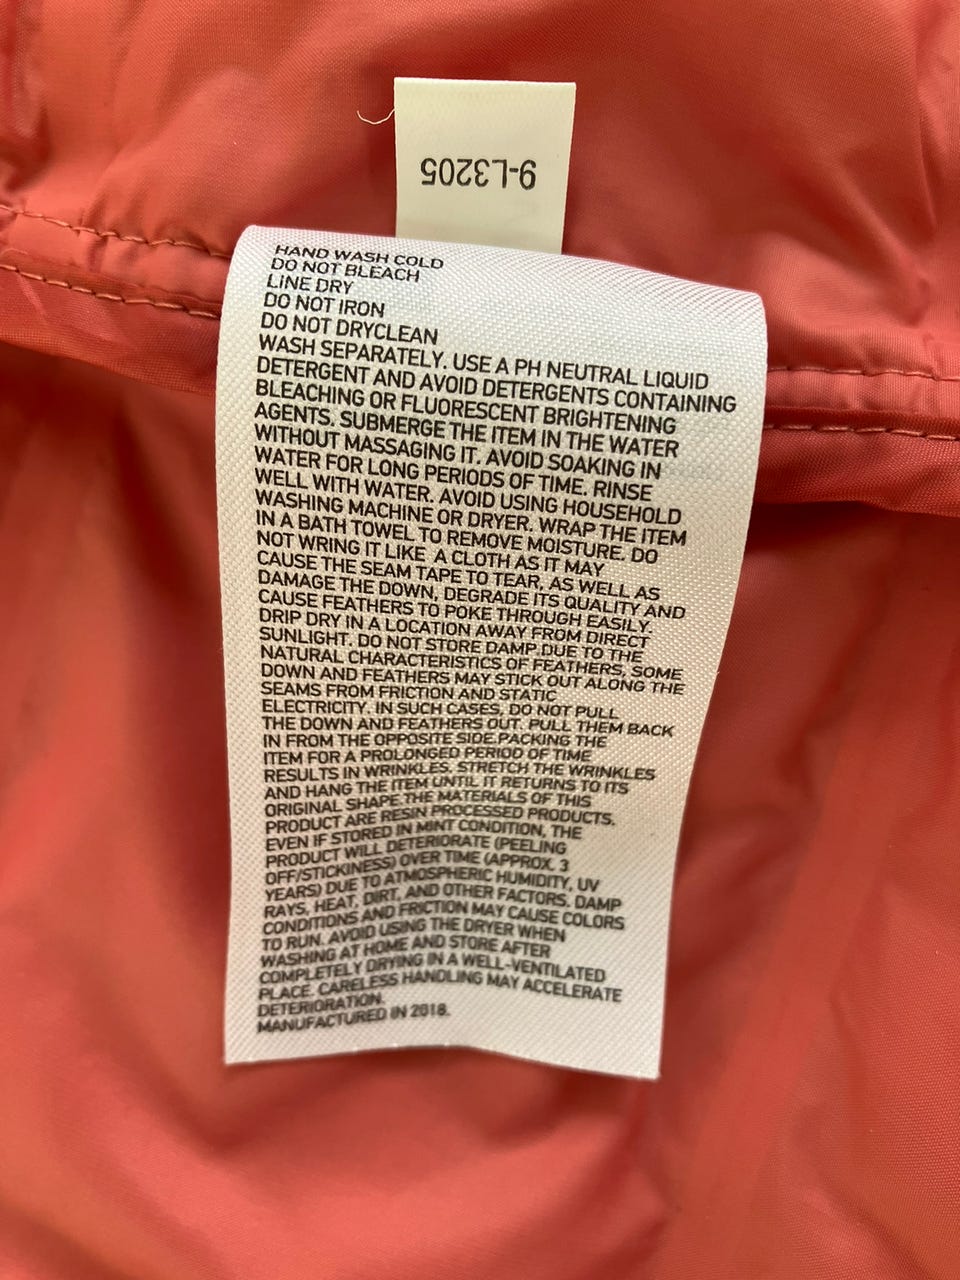 9-L3205
HAND WASH COLD
DO NOT BLEACH
LINE DRY
DO NOT IRON
DO NOT DRYCLEAN
WASH SEPARATELY. USE A PH NEUTRAL LIQUID
DETERGENT AND AVOID DETERGENTS CONTAINING
BLEACHING OR FLUORESCENT BRIGHTENING
AGENTS. SUBMERGE THE ITEM IN THE WATER
WITHOUT MASSAGING IT. AVOID SOAKING IN
WATER FOR LONG PERIODS OF TIME. RINSE
WELL WITH WATER. AVOID USING HOUSEHOLD
WASHING MACHINE OR DRYER. WRAP THE ITEM
IN A BATH TOWEL TO REMOVE MOISTURE. DO
NOT WRING IT LIKE A CLOTH AS IT MAY
CAUSE THE SEAM TAPE TO TEAR, AS WELL AS
DAMAGE THE DOWN, DEGRADE ITS QUALITY AND
CAUSE FEATHERS TO POKE THROUGH EASILY.
DRIP DRY IN A LOCATION AWAY FROM DIRECT
SUNLIGHT. DO NOT STORE DAMP.DUE TO THE
NATURAL CHARACTERISTICS OF FEATHERS, SOME
DOWN AND FEATHERS MAY STICK OUT ALONG THE
SEAMS FROM FRICTION AND STATIC
ELECTRICITY. IN SUCH CASES, DO NOT PULL
THE DOWN AND FEATHERS OUT. PULL THEM BACK
IN FROM THE OPPOSITE SIDE.PACKING THE
ITEM FOR A PROLONGED PERIOD OF TIME
RESULTS IN WRINKLES. STRETCH THE WRINKLES
AND HANG THE ITEM UNTIL IT RETURNS TO ITS
ORIGINAL SHAPE.THE MATERIALS OF THIS
PRODUCT ARE RESIN PROCESSED PRODUCTS.
EVEN IF STORED IN MINT CONDITION, THE
PRODUCT WILL DETERIORATE (PEELING
OFF/STICKINESS) OVER TIME (APPROX. 3
YEARS) DUE TO ATMOSPHERIC HUMIDITY, UV
RAYS, HEAT, DIRT, AND OTHER FACTORS. DAMP
CONDITIONS AND FRICTION MAY CAUSE COLORS
TO RUN. AVOID USING THE DRYER WHEN
WASHING AT HOME AND STORE AFTER
COMPLETELY DRYING IN A WELL-VENTILATED
PLACE. CARELESS HANDLING MAY ACCELERATE
DETERIORATION.
MANUFACTURED IN 2018.